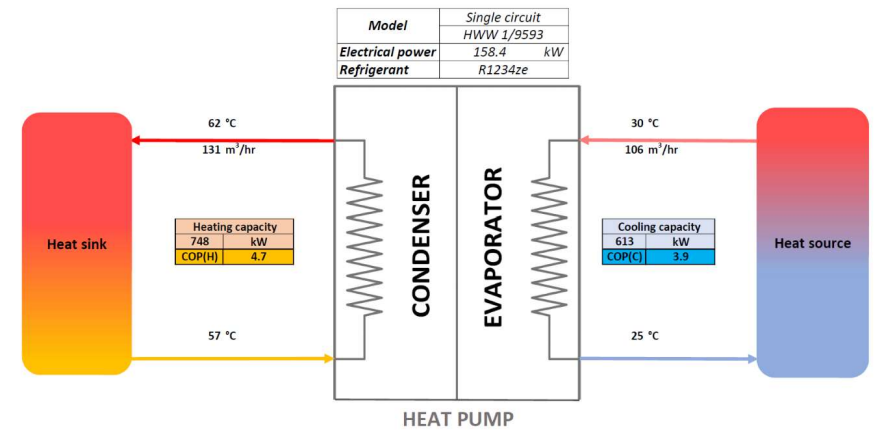 Model
Single circuit
HWW 1/9593
Electrical power 158.4 kW
Refrigerant R1234ze
62 °C
131 m³/hr
30 °C
106 m³/hr
Heat sink
Heating capacity
748 kW
COP(H) 4.7
CONDENSER
EVAPORATOR
Cooling capacity
613 kW
COP(C) 3.9
Heat source
57 °C
25 °C
HEAT PUMP